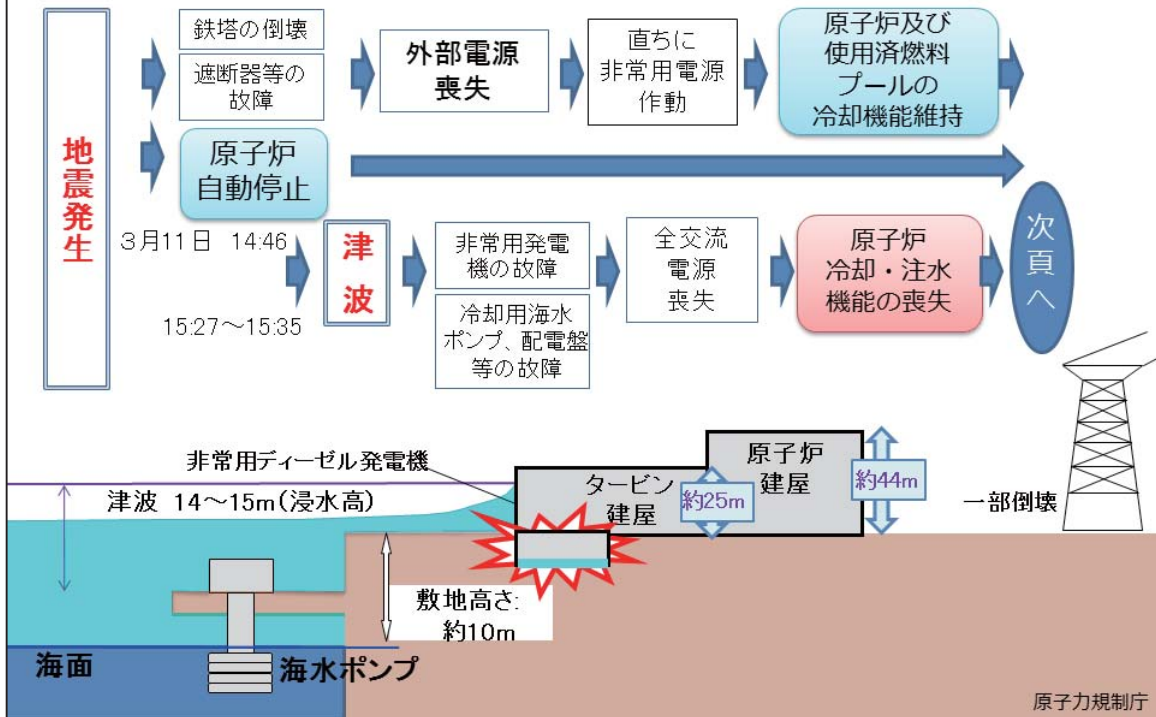 地震発生
鉄塔の倒壊
遮断器等の
故障
外部電源
喪失
直ちに
非常用電源
作動
原子炉及び
使用済燃料
プールの
冷却機能維持
原子炉
自動停止
3月11日 14:46
15:27～15:35
津波
非常用発電
機の故障
冷却用海水
ポンプ、配電盤
等の故障
全交流
電源
喪失
原子炉
冷却・注水
機能の喪失
次頁へ
非常用ディーゼル発電機
津波 14～15m(浸水高)
タービン
建屋
約25m
原子炉
建屋
約44m
一部倒壊
敷地高さ:
約10m
海面
海水ポンプ
原子力規制庁